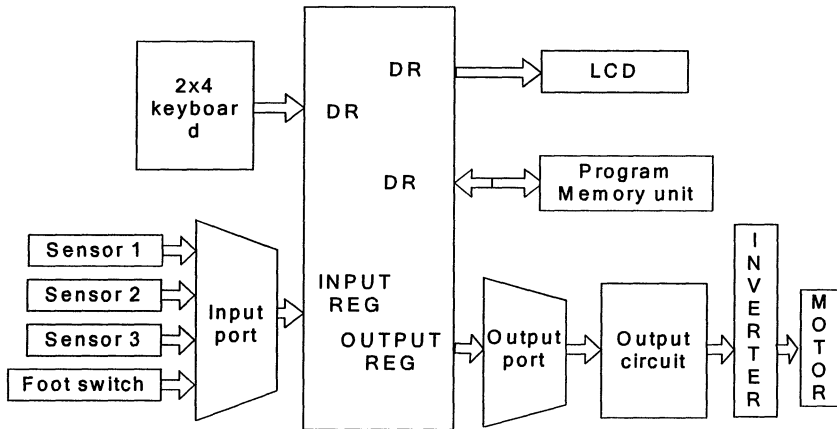 2x4
keyboar
d
DR
DR
LCD
DR
Program
Memory unit
Sensor 1
Sensor 2
Sensor 3
Foot switch
Input
port
INPUT
REG
OUTPUT
REG
Output
port
Output
circuit
I
N
V
E
R
T
E
R
M
O
T
O
R